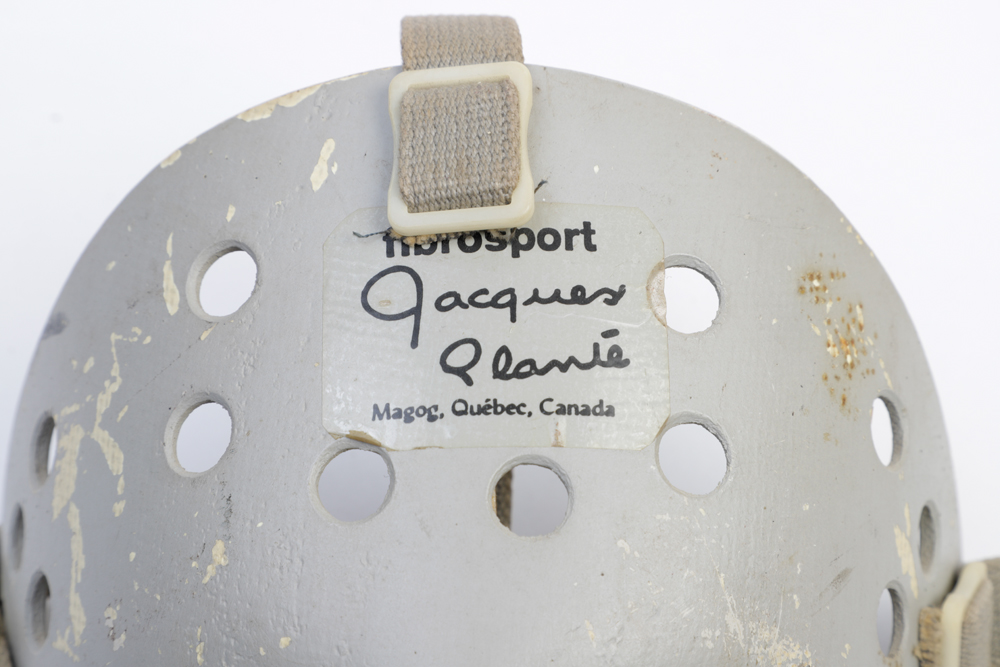 fibrosport
Jacques
Plante
Magog, Québec, Canada